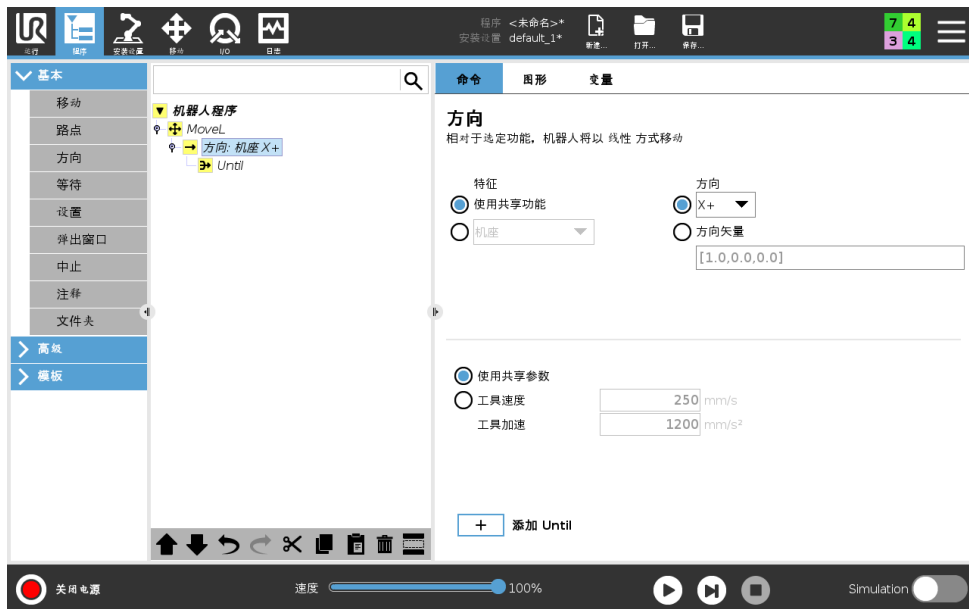 程序 <未命名>*
安装设置 default_1*
7 4
3 4
运行 程序 安装设置 移动 I/O 日志 新建... 打开... 保存...
基本
移动
路点
方向
等待
设置
弹出窗口
中止
注释
文件夹
高级
模板
机器人程序
MoveL
方向: 机座 X+
Until
命令 图形 变量
方向
相对于选定功能，机器人将以 线性 方式移动
特征 方向
使用共享功能 X+
机座 方向矢量
[1.0,0.0,0.0]
使用共享参数
工具速度 250 mm/s
工具加速 1200 mm/s²
+ 添加 Until
关闭电源 速度 100% Simulation